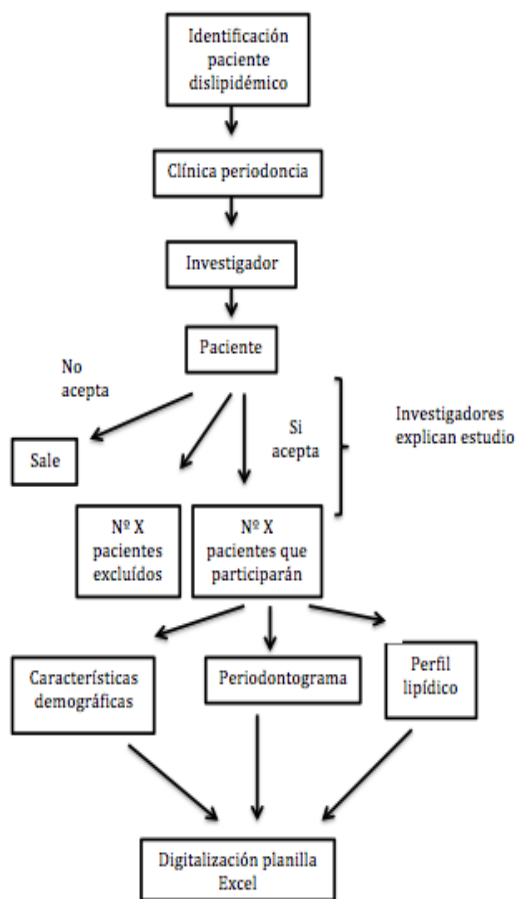 Identificación
paciente
dislipidémico
Clínica periodoncia
Investigador
Paciente
No
acepta
Si
acepta
Investigadores
explican estudio
Sale
Nº X
pacientes
excluídos
Nº X
pacientes que
participarán
Características
demográficas
Periodontograma
Perfil
lipídico
Digitalización planilla
Excel